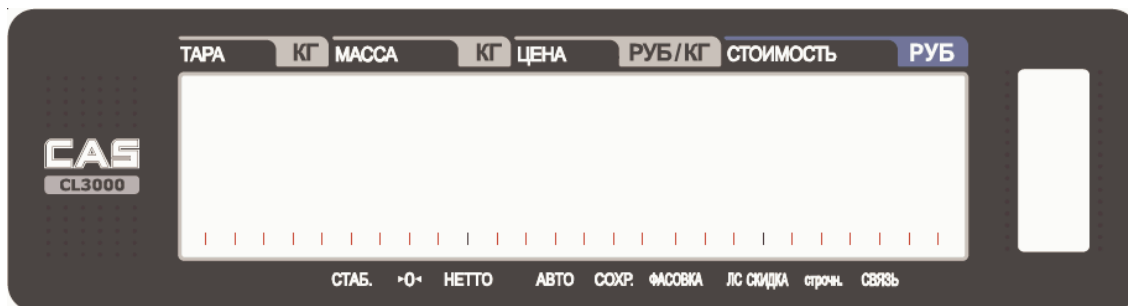 ТАРА КГ МАССА КГ ЦЕНА РУБ/КГ СТОИМОСТЬ РУБ
CAS
CL3000
СТАБ. ▸0◂ НЕТТО АВТО СОХР. ФАСОВКА ЛС СКИДКА строчн. СВЯЗЬ